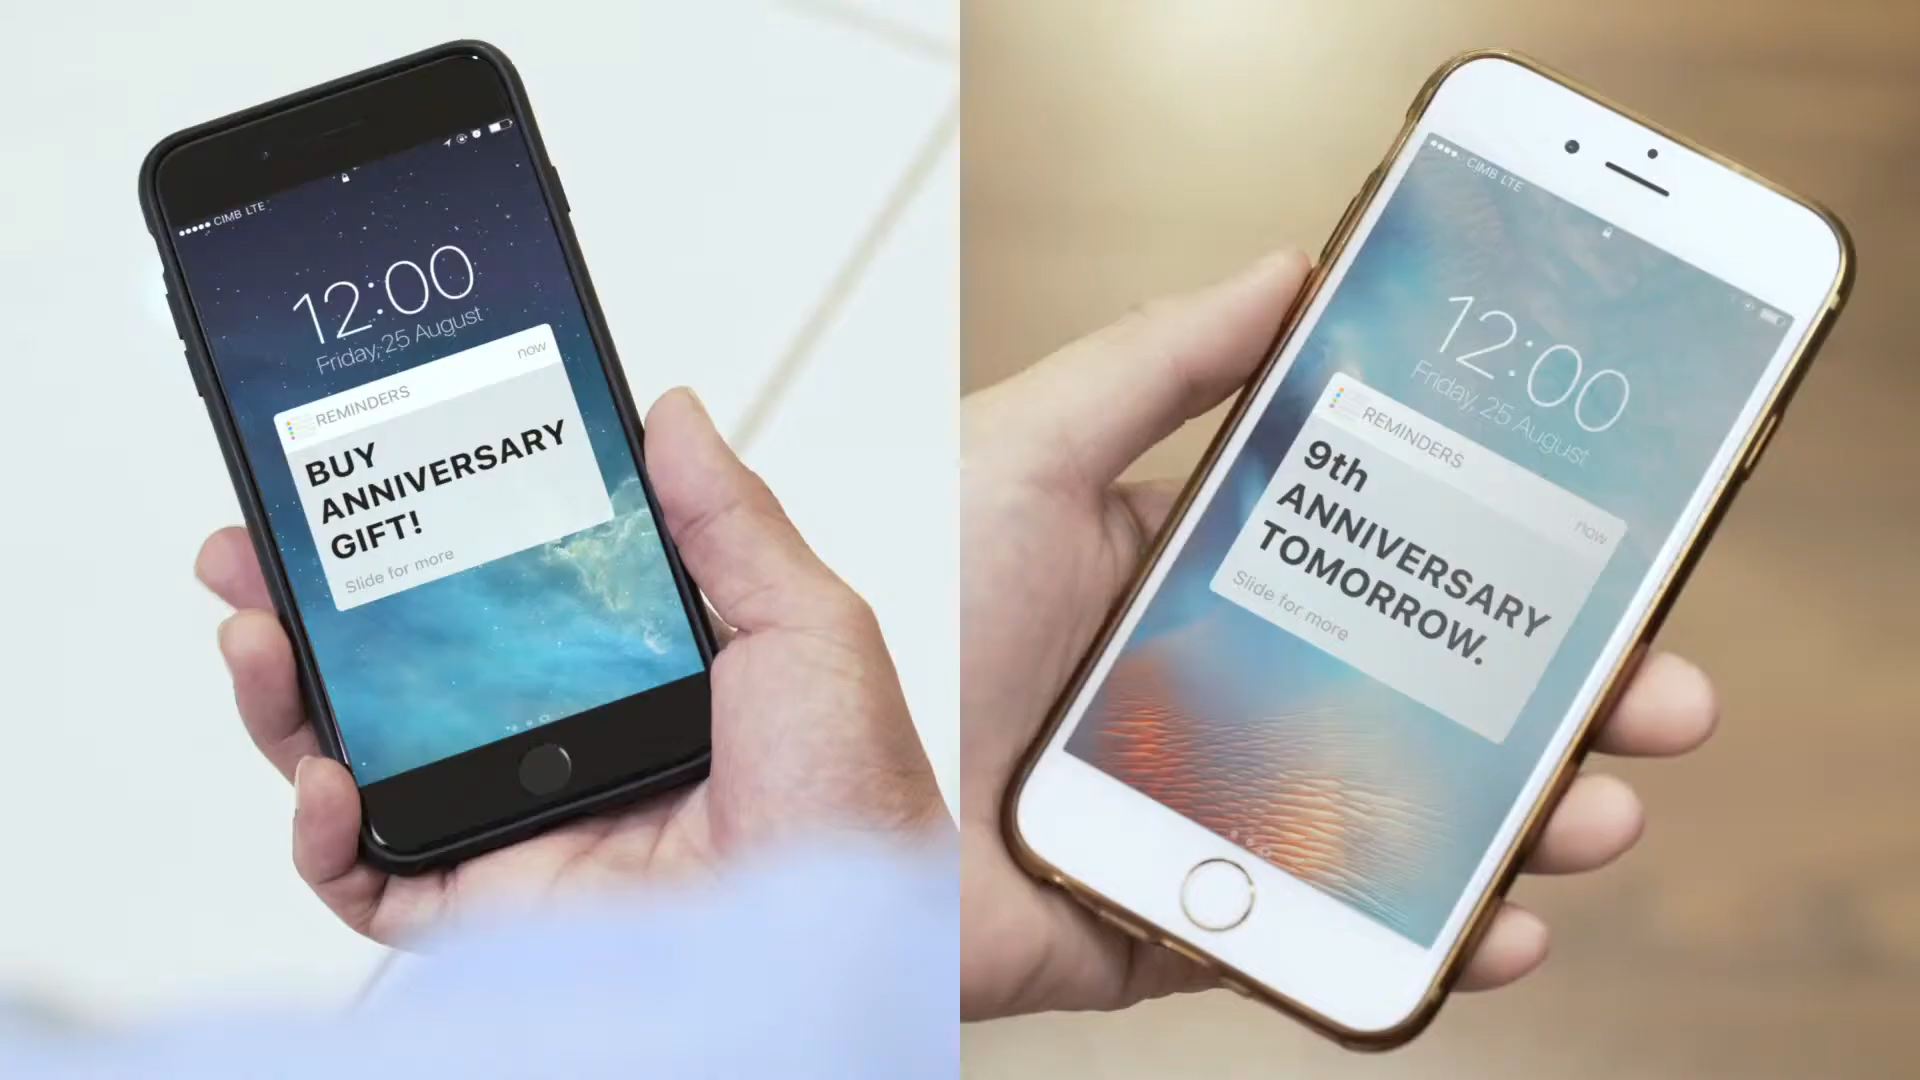 CIMB LTE
12:00
Friday, 25 August
REMINDERS now
BUY
ANNIVERSARY
GIFT!
Slide for more
CIMB LTE
12:00
Friday, 25 August
REMINDERS now
9th
ANNIVERSARY
TOMORROW.
Slide for more